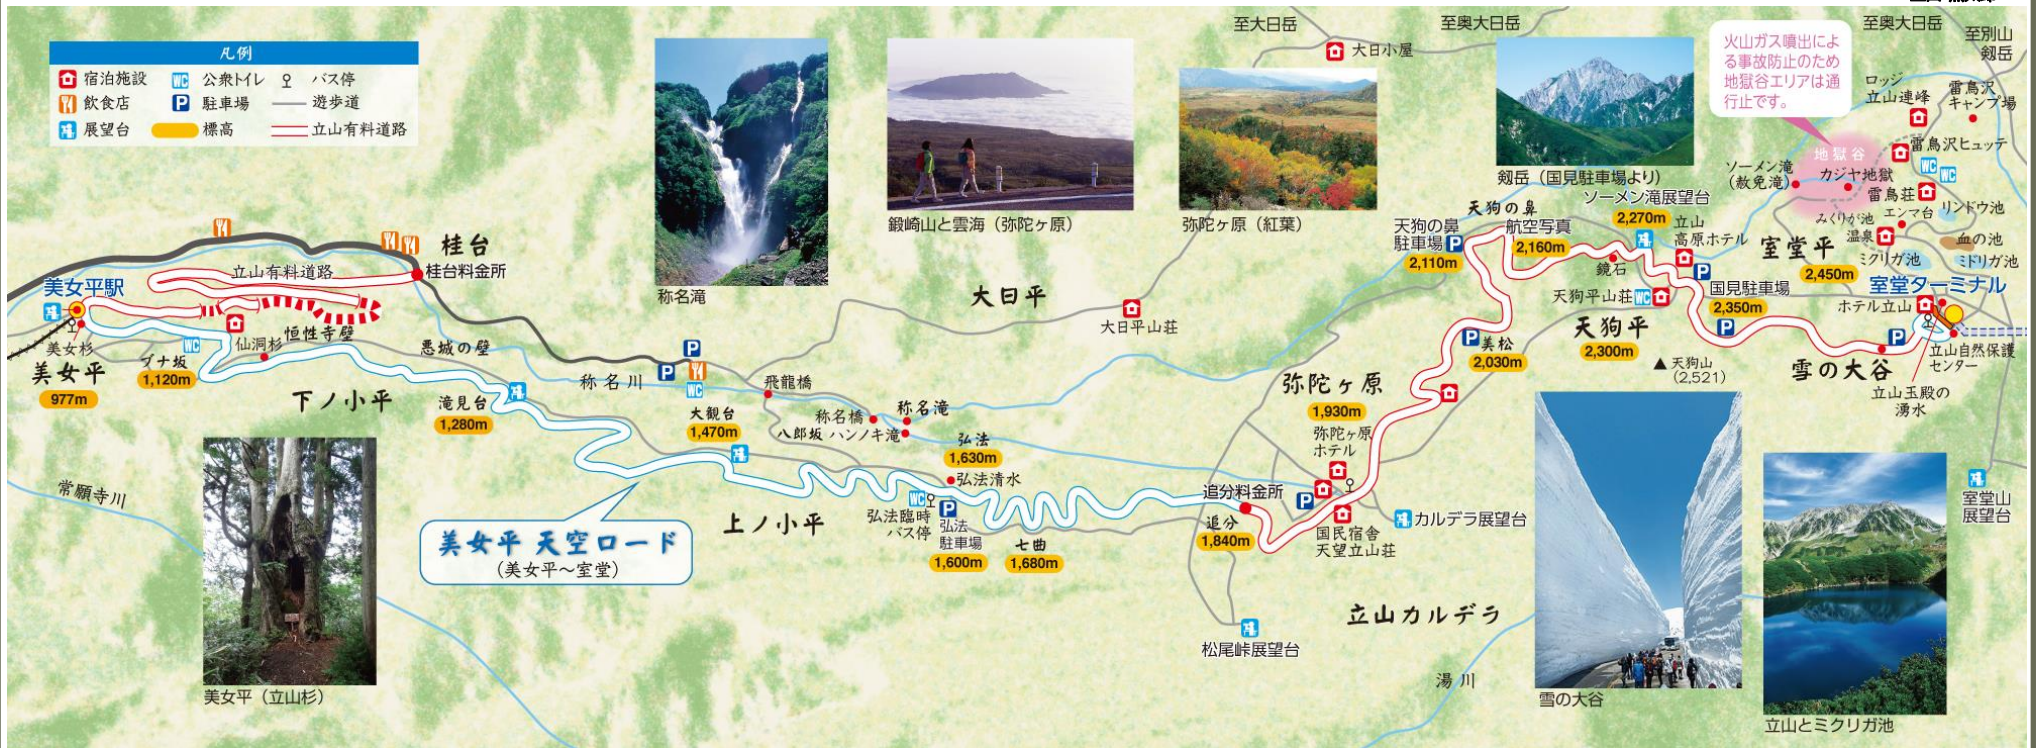 凡例
宿泊施設
公衆トイレ
バス停
飲食店
駐車場
遊歩道
展望台
標高
立山有料道路
WC
P
称名滝
鍛崎山と雲海（弥陀ヶ原）
弥陀ヶ原（紅葉）
剱岳（国見駐車場より）
至大日岳
大日小屋
至奥大日岳
至奥大日岳
至別山
剱岳
火山ガス噴出によ
る事故防止のため
地獄谷エリアは通
行止です。
ロッジ
立山連峰
雷鳥沢
キャンプ場
地獄谷
雷鳥沢ヒュッテ
WC
WC
ソーメン滝
（赦免滝）
カジヤ地獄
雷鳥荘
リンドウ池
みくりが池
温泉
エンマ台
血の池
ミクリガ池
ミドリガ池
室堂平
2,450m
室堂ターミナル
ホテル立山
立山自然保護
センター
立山玉殿の
湧水
P
雪の大谷
室堂山
展望台
ソーメン滝展望台
2,270m
立山
高原ホテル
P
国見駐車場
2,350m
P
天狗の鼻
航空写真
2,160m
天狗の鼻
駐車場
P
2,110m
鏡石
天狗平山荘
WC
天狗平
2,300m
▲天狗山
（2,521）
P
美松
2,030m
弥陀ヶ原
1,930m
弥陀ヶ原
ホテル
P
国民宿舎
天望立山荘
カルデラ展望台
追分料金所
追分
1,840m
松尾峠展望台
立山カルデラ
湯川
大日平
大日平山荘
桂台
桂台料金所
立山有料道路
美女平駅
美女杉
美女平
977m
ブナ坂
1,120m
WC
仙洞杉
恒性寺壁
下ノ小平
悪城の壁
滝見台
1,280m
称名川
P
P
WC
飛龍橋
称名橋
称名滝
八郎坂
ハンノキ滝
大観台
1,470m
弘法
1,630m
弘法清水
WC
弘法臨時
バス停
P
弘法
駐車場
1,600m
七曲
1,680m
上ノ小平
美女平 天空ロード
（美女平〜室堂）
常願寺川
美女平（立山杉）
雪の大谷
立山とミクリガ池